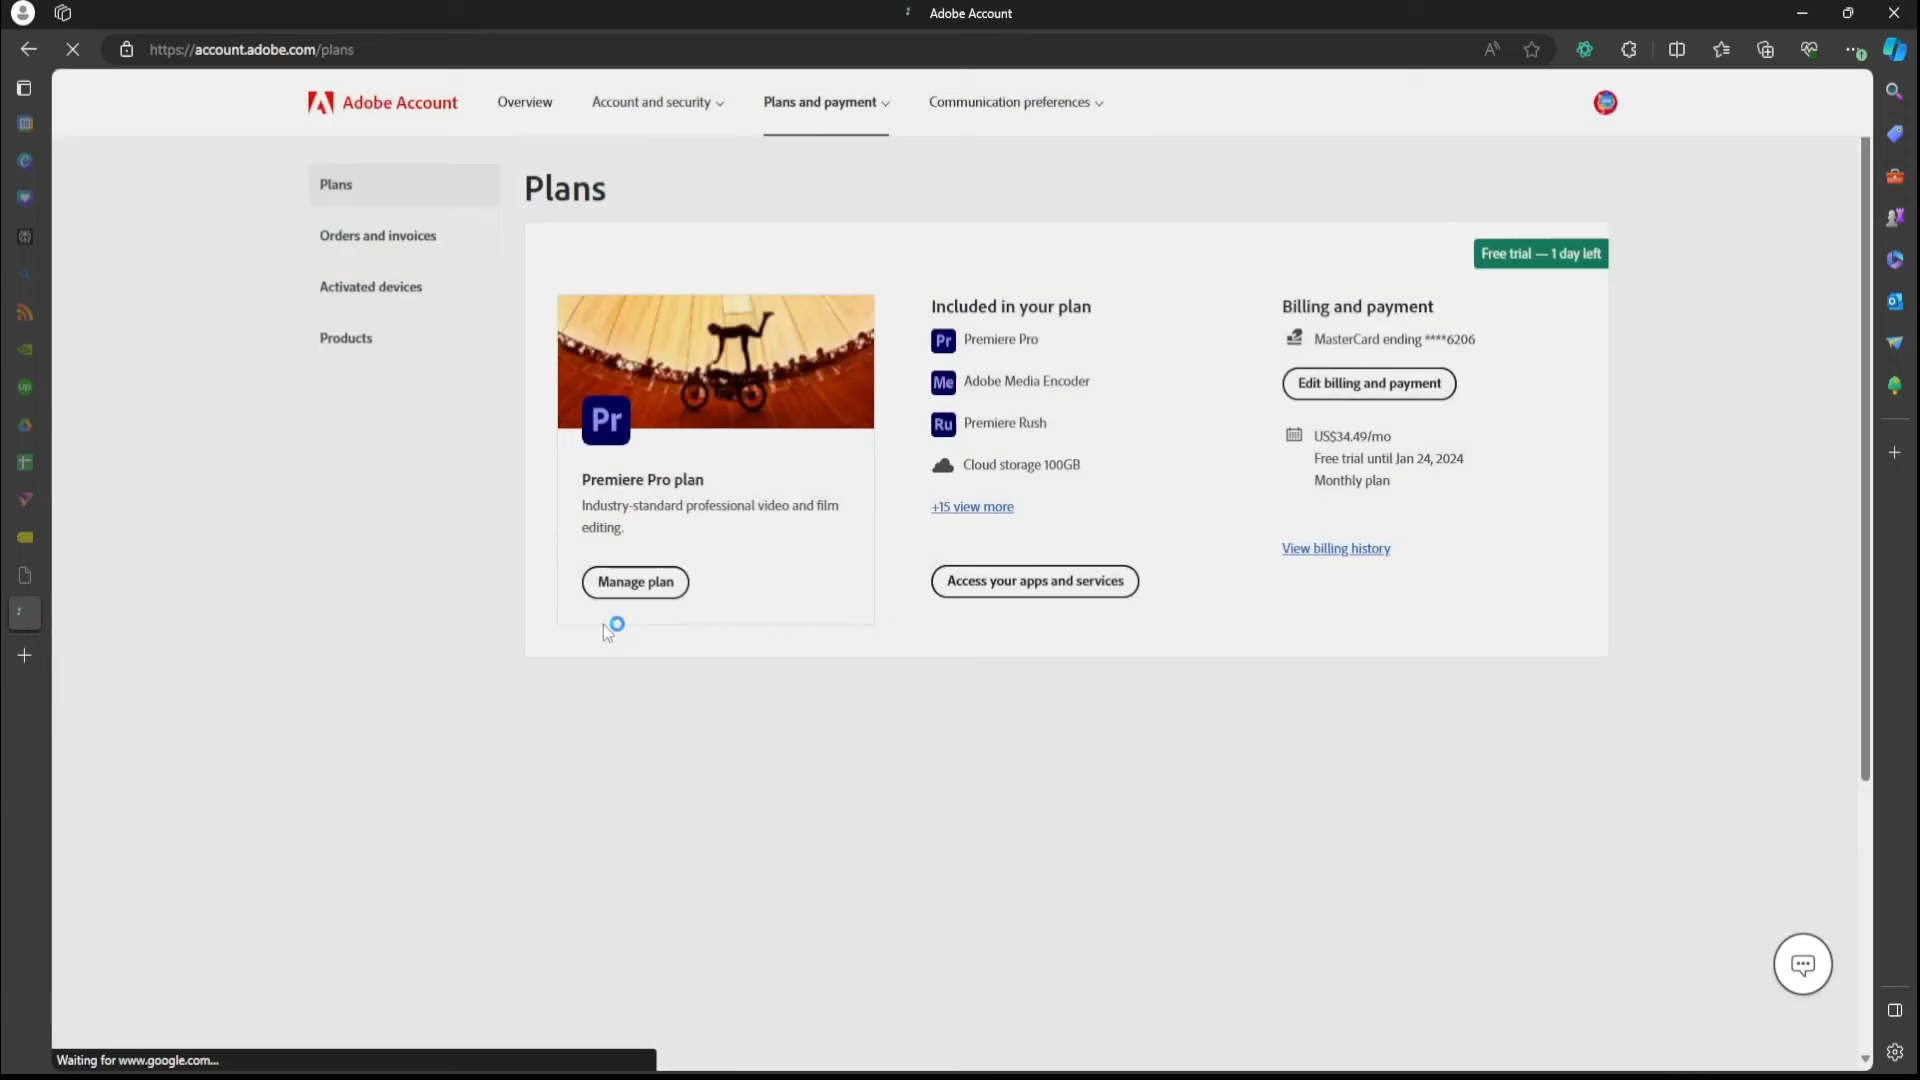 Adobe Account
https://account.adobe.com/plans
Adobe Account
Overview
Account and security
Plans and payment
Communication preferences
Plans
Orders and invoices
Activated devices
Products
Plans
Free trial — 1 day left
Pr
Premiere Pro plan
Industry-standard professional video and film
editing.
Manage plan
Included in your plan
Pr Premiere Pro
Me Adobe Media Encoder
Ru Premiere Rush
Cloud storage 100GB
+15 view more
Access your apps and services
Billing and payment
MasterCard ending ****6206
Edit billing and payment
US$34.49/mo
Free trial until Jan 24, 2024
Monthly plan
View billing history
Waiting for www.google.com...